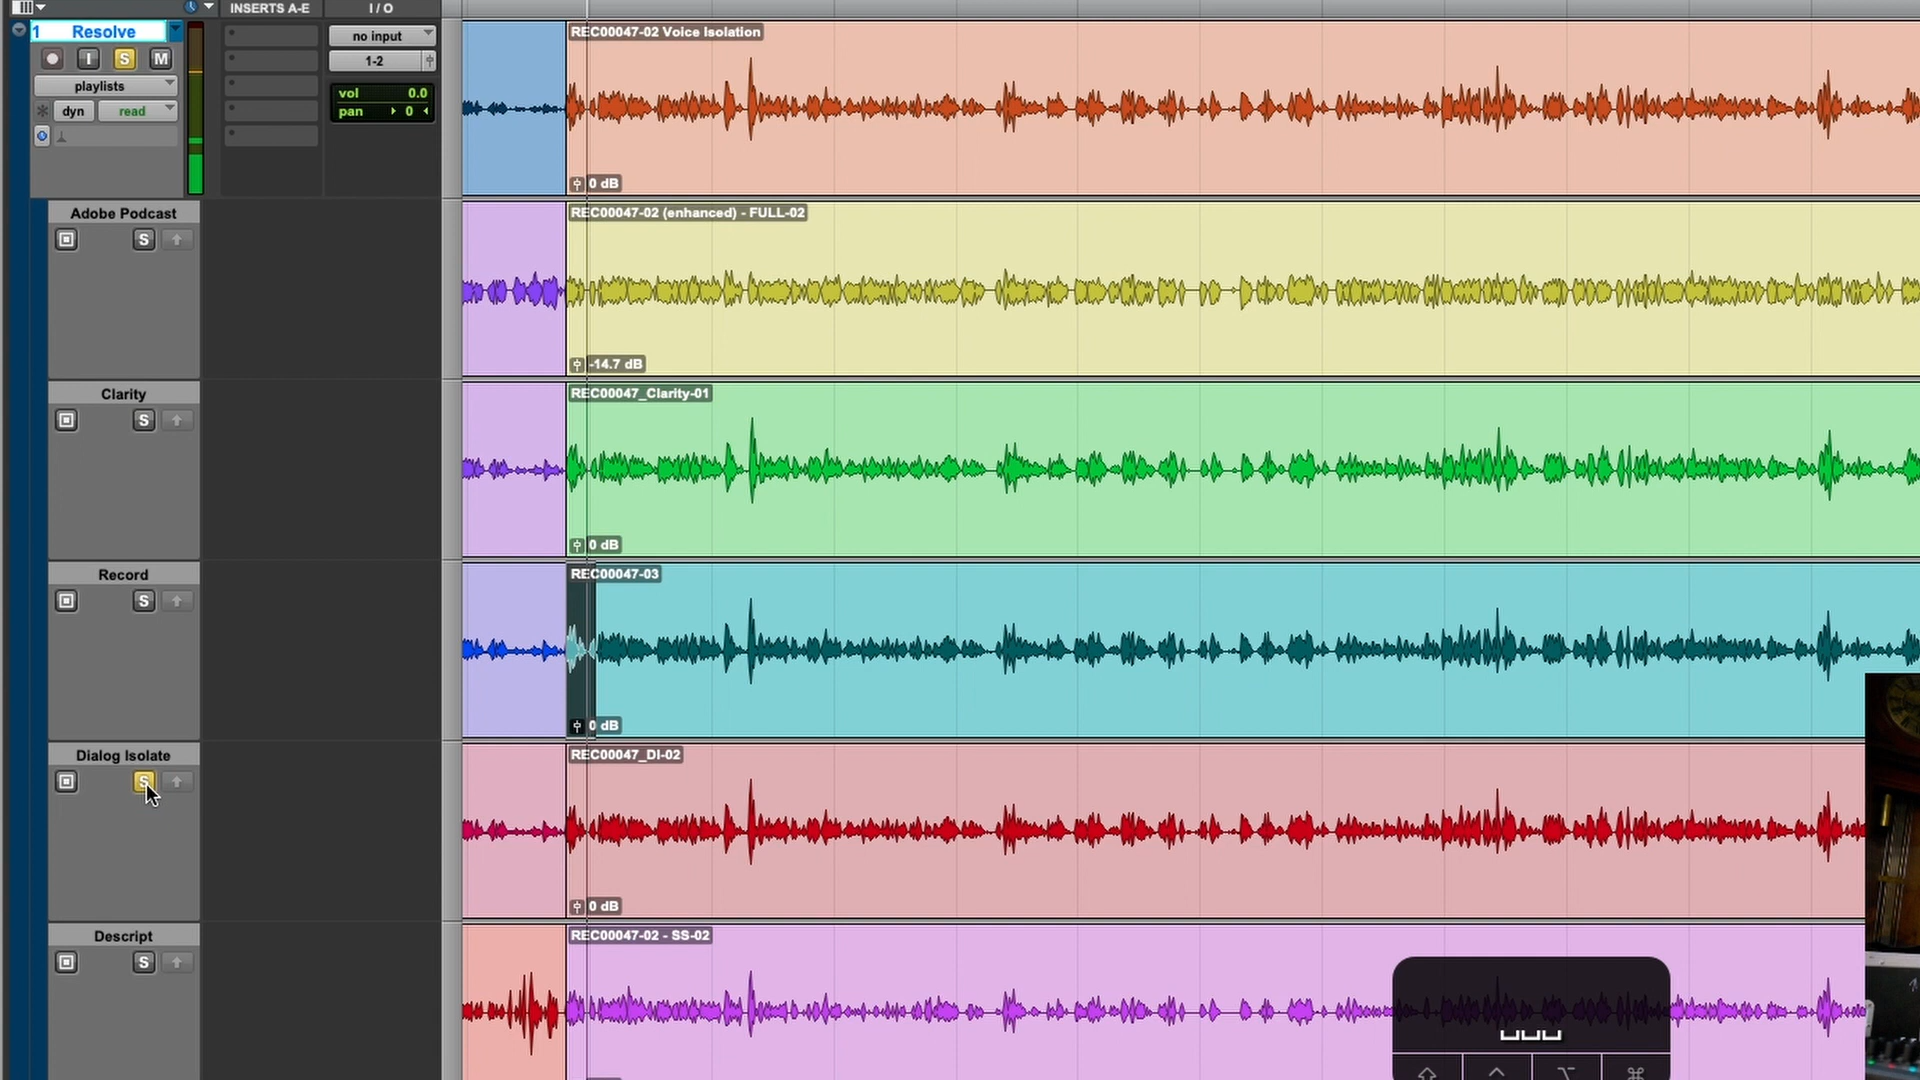 INSERTS A-E
I / O
1 Resolve
I S M
playlists
dyn read
no input
1-2
vol 0.0
pan 0
REC00047-02 Voice Isolation
0 dB
Adobe Podcast
S
REC00047-02 (enhanced) - FULL-02
-14.7 dB
Clarity
S
REC00047_Clarity-01
0 dB
Record
S
REC00047-03
0 dB
Dialog Isolate
S
REC00047_DI-02
0 dB
Descript
S
REC00047-02 - SS-02